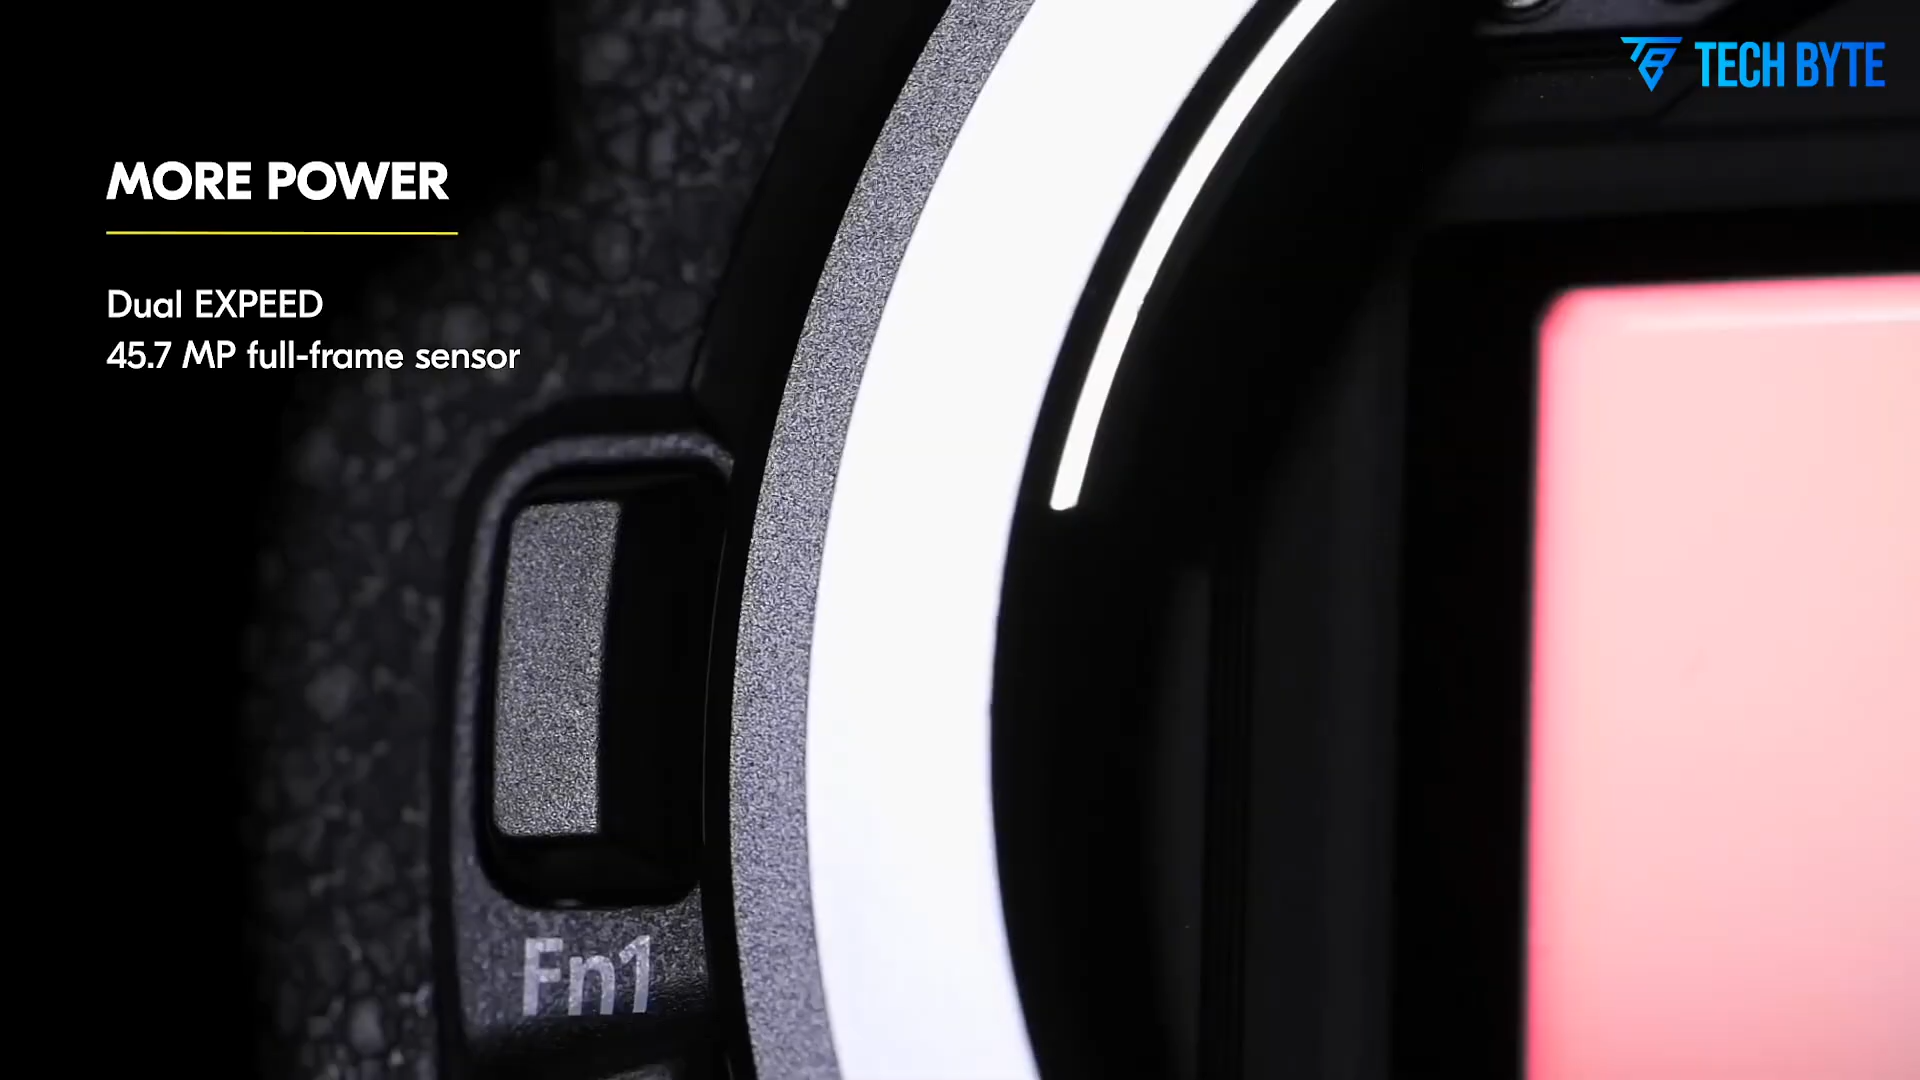 TECH BYTE
MORE POWER
Dual EXPEED
45.7 MP full-frame sensor
Fn1